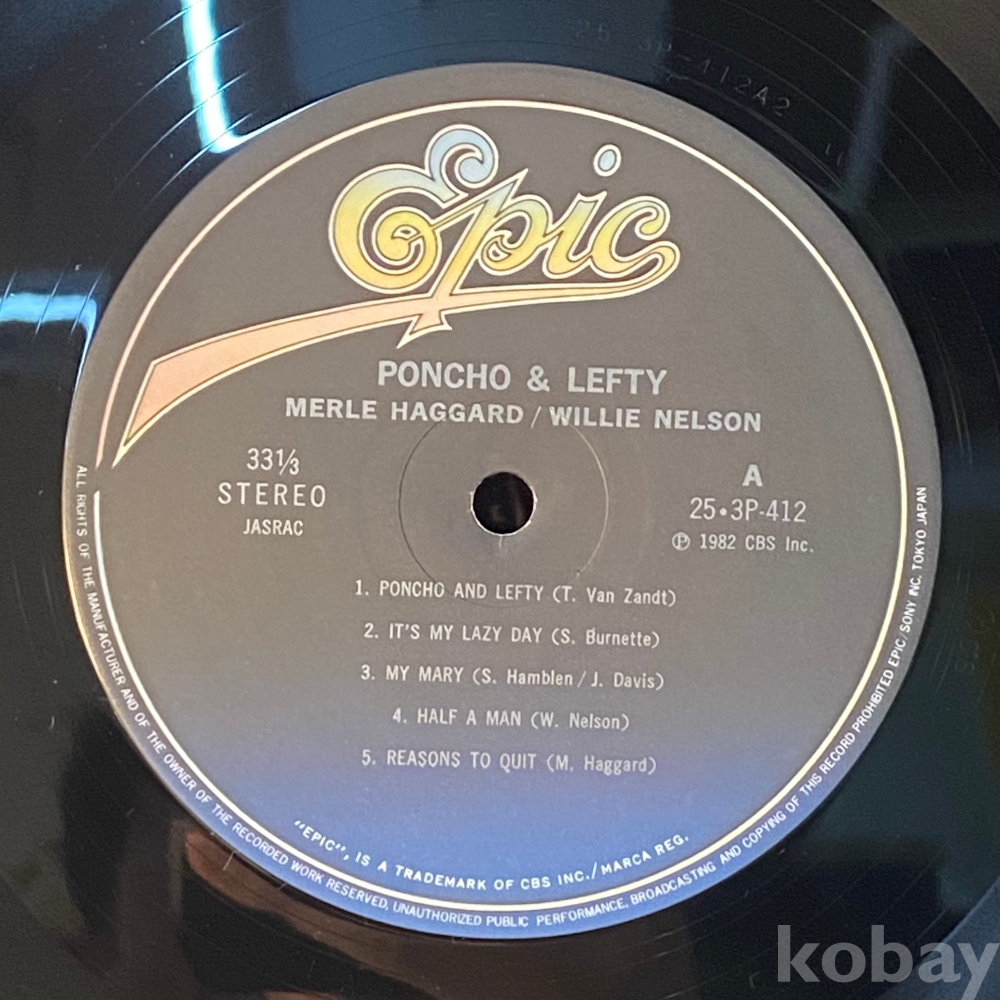 25 3P-412A2
Epic
PONCHO & LEFTY
MERLE HAGGARD / WILLIE NELSON
33⅓
STEREO
JASRAC
A
25•3P-412
℗ 1982 CBS Inc.
1. PONCHO AND LEFTY (T. Van Zandt)
2. IT'S MY LAZY DAY (S. Burnette)
3. MY MARY (S. Hamblen / J. Davis)
4. HALF A MAN (W. Nelson)
5. REASONS TO QUIT (M. Haggard)
"EPIC", IS A TRADEMARK OF CBS INC./MARCA REG.
ALL RIGHTS OF THE MANUFACTURER AND OF THE OWNER OF THE RECORDED WORK RESERVED, UNAUTHORIZED PUBLIC PERFORMANCE, BROADCASTING AND COPYING OF THIS RECORD PROHIBITED EPIC/SONY INC. TOKYO JAPAN
kobay